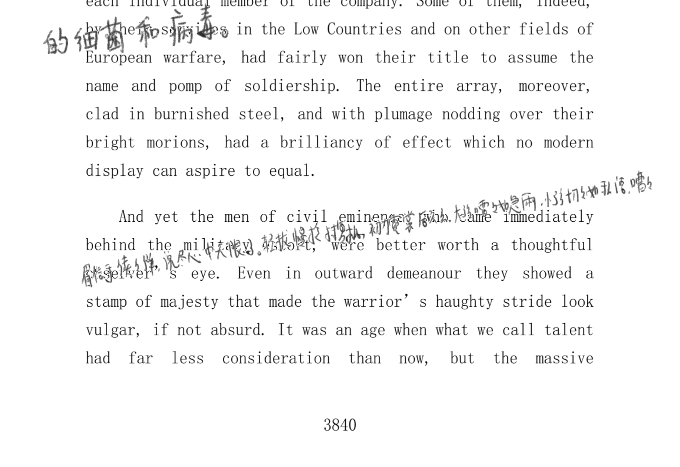 each individual member of the company. Some of them, indeed,
的细菌和病毒。
in the Low Countries and on other fields of
European warfare, had fairly won their title to assume the
name and pomp of soldiership. The entire array, moreover,
clad in burnished steel, and with plumage nodding over their
bright morions, had a brilliancy of effect which no modern
display can aspire to equal.
And yet the men of civil eminence, who came immediately
behind the military escort, were better worth a thoughtful
observer’s eye. Even in outward demeanour they showed a
stamp of majesty that made the warrior’s haughty stride look
vulgar, if not absurd. It was an age when what we call talent
had far less consideration than now, but the massive
3840